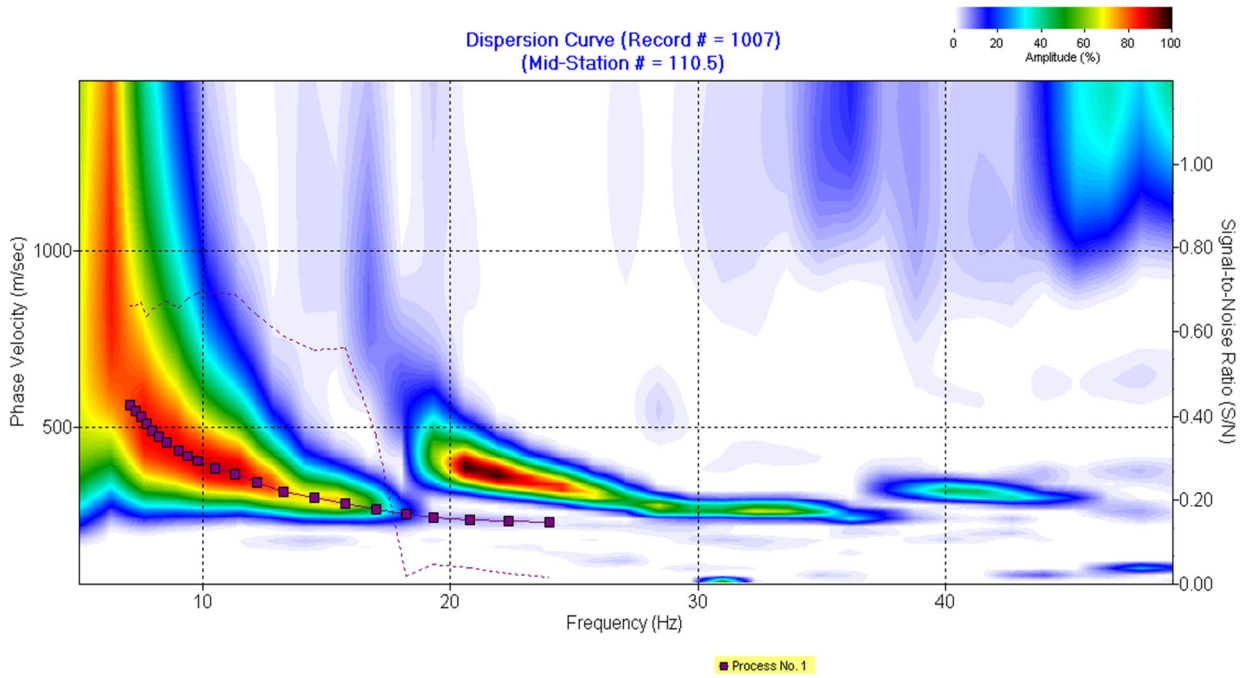 Dispersion Curve (Record # = 1007)
(Mid-Station # = 110.5)
0 20 40 60 80 100
Amplitude (%)
Phase Velocity (m/sec)
1000
500
1.00
0.80
0.60
0.40
0.20
0.00
Signal-to-Noise Ratio (S/N)
10 20 30 40
Frequency (Hz)
Process No. 1